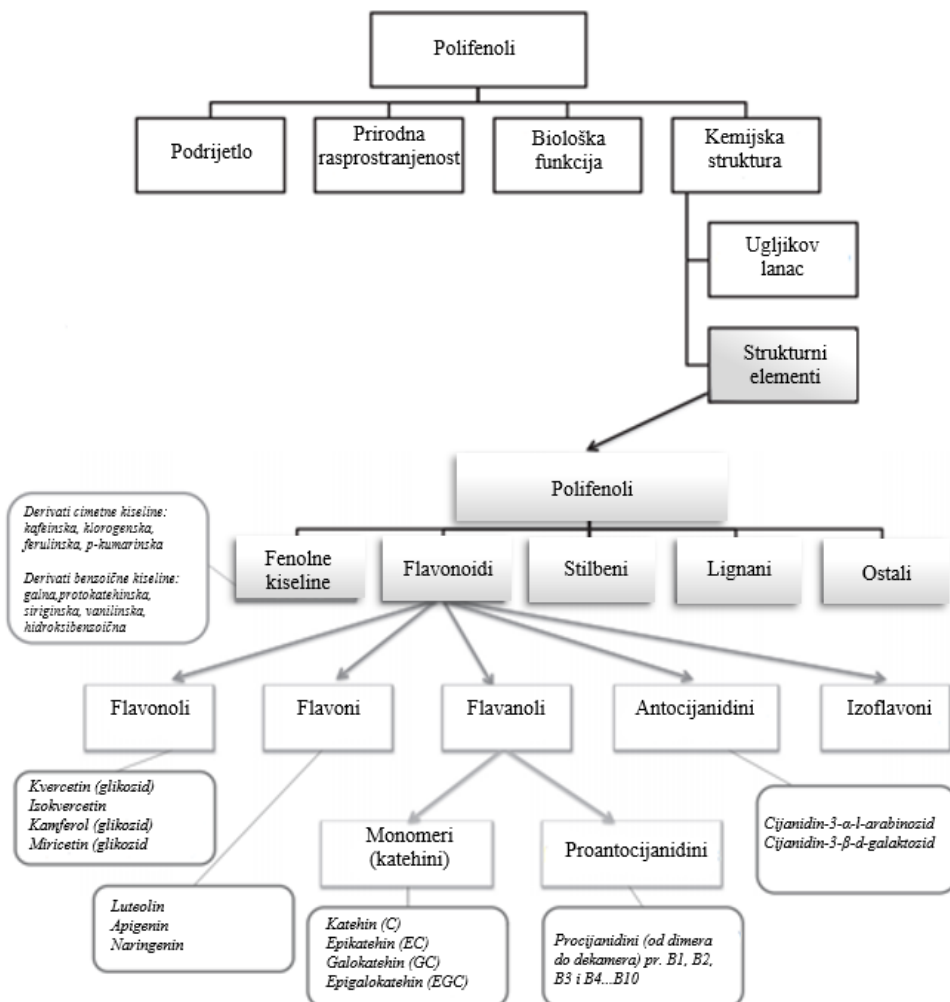 Polifenoli
Podrijetlo
Prirodna
rasprostranjenost
Biološka
funkcija
Kemijska
struktura
Ugljikov
lanac
Strukturni
elementi
Polifenoli
Derivati cimetne kiseline:
kafeinska, klorogenska,
ferulinska, p-kumarinska
Derivati benzoične kiseline:
galna,protokatehinska,
siriginska, vanilinska,
hidroksibenzoična
Fenolne
kiseline
Flavonoidi
Stilbeni
Lignani
Ostali
Flavonoli
Flavoni
Flavanoli
Antocijanidini
Izoflavoni
Kvercetin (glikozid)
Izokvercetin
Kamferol (glikozid)
Miricetin (glikozid
Monomeri
(katehini)
Proantocijanidini
Cijanidin-3-α-l-arabinozid
Cijanidin-3-β-d-galaktozid
Luteolin
Apigenin
Naringenin
Katehin (C)
Epikatehin (EC)
Galokatehin (GC)
Epigalokatehin (EGC)
Procijanidini (od dimera
do dekamera) pr. B1, B2,
B3 i B4...B10